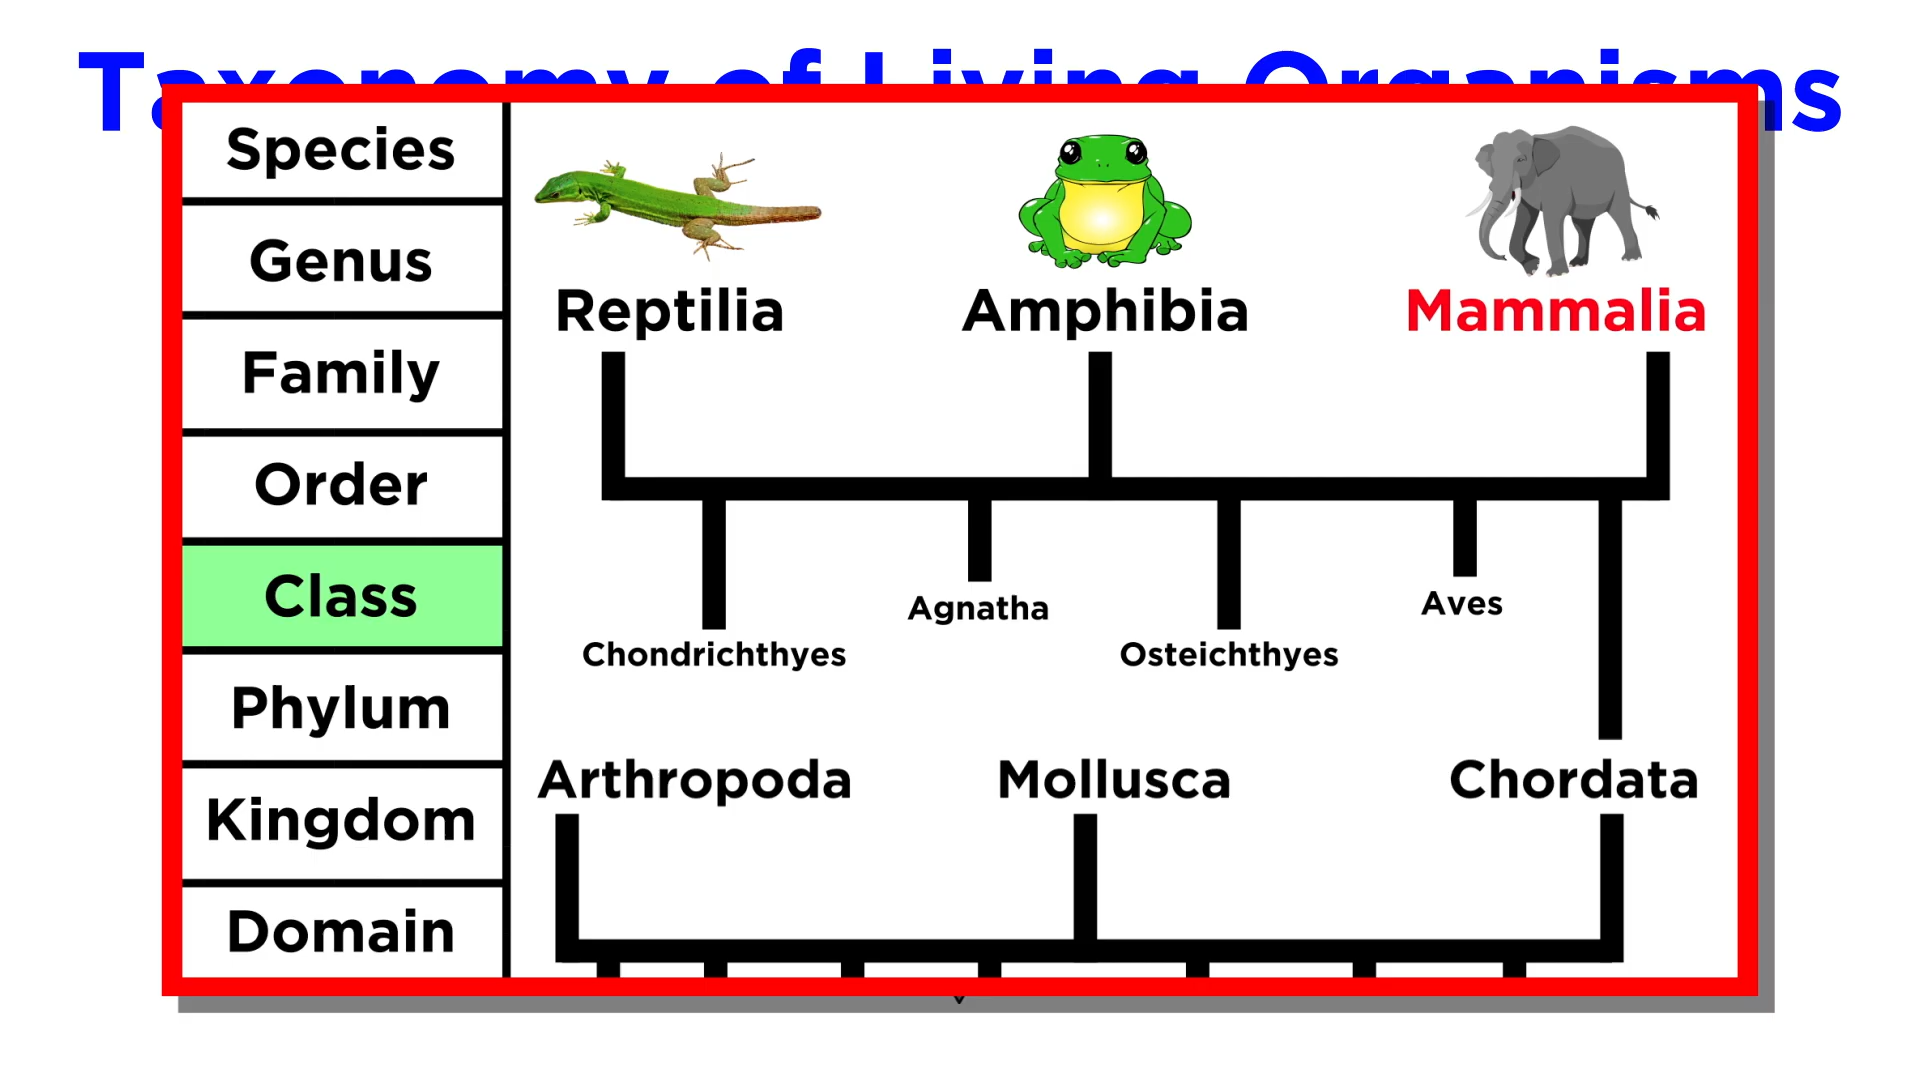 Taxonomy of Living Organisms
Species
Genus
Family
Order
Class
Phylum
Kingdom
Domain
Reptilia
Amphibia
Mammalia
Agnatha
Aves
Chondrichthyes
Osteichthyes
Arthropoda
Mollusca
Chordata